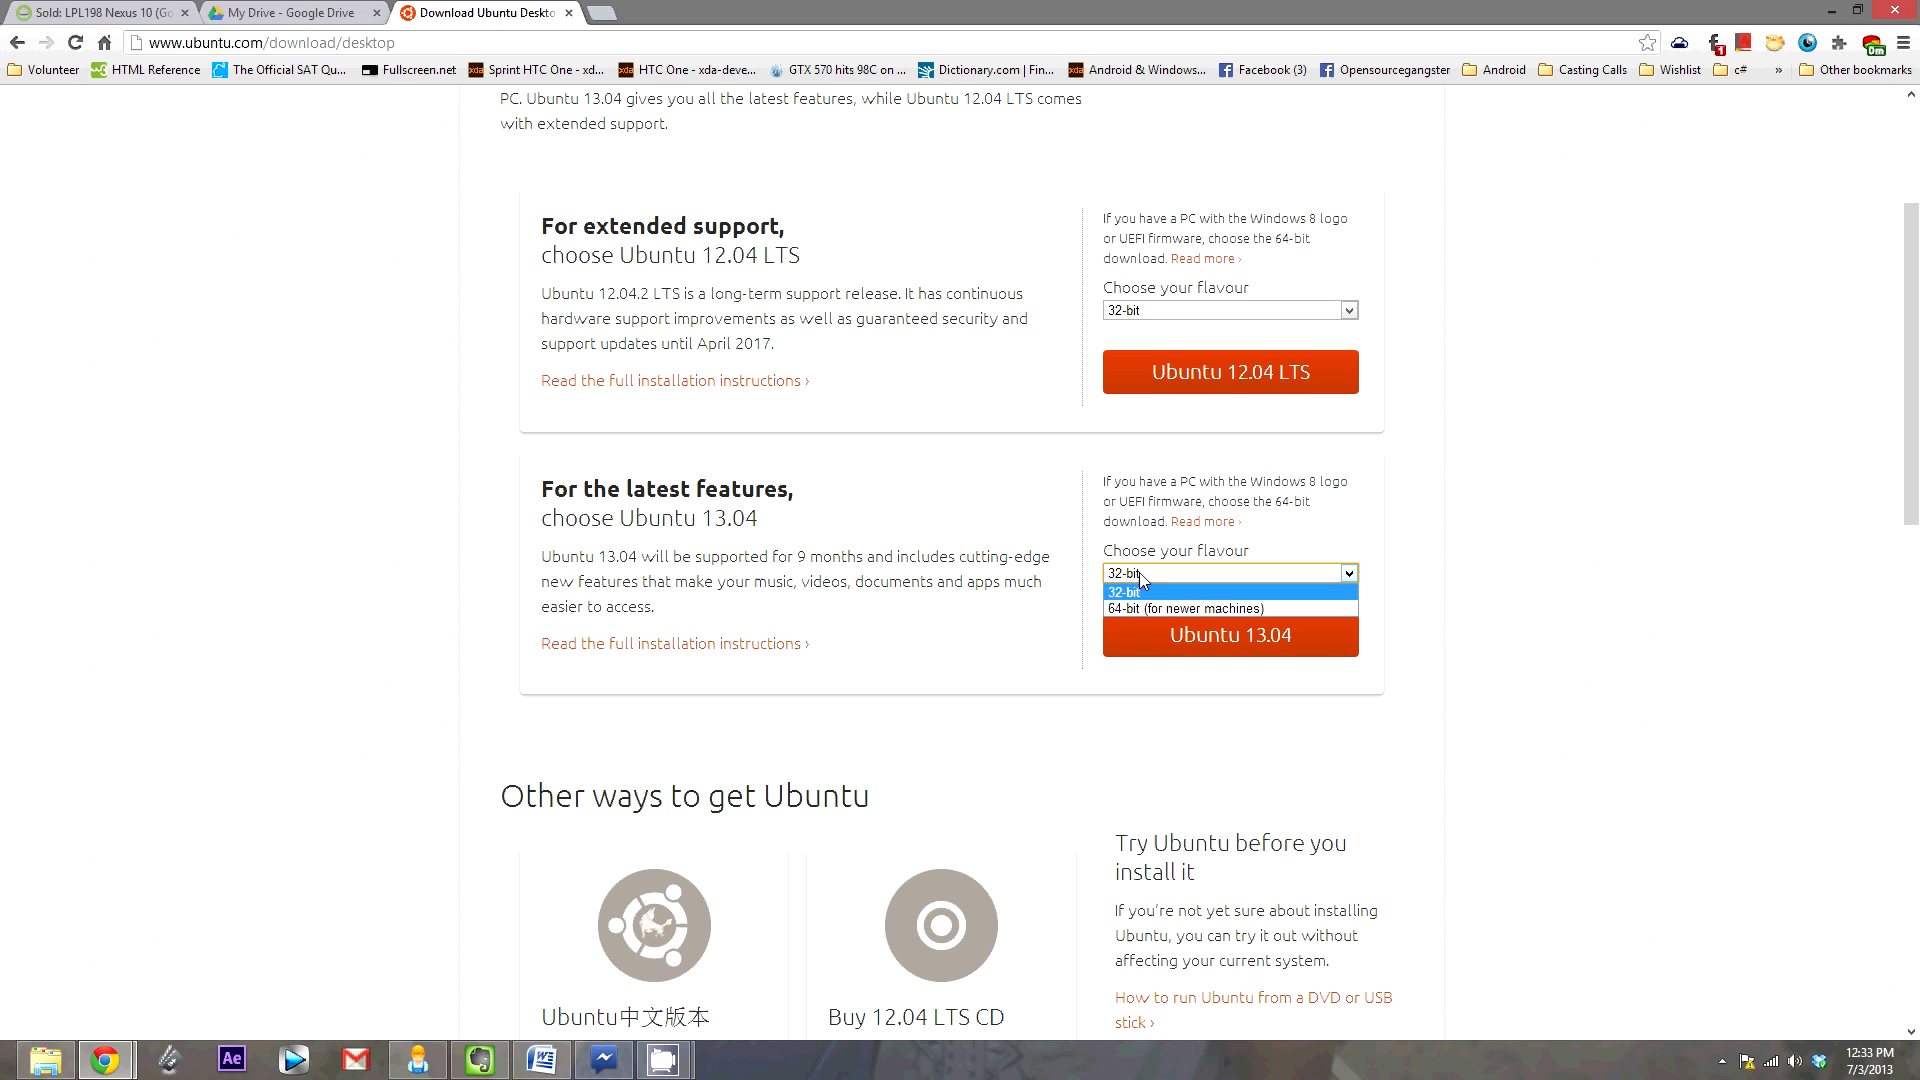 Sold: LPL198 Nexus 10 (Go
My Drive - Google Drive
Download Ubuntu Deskto
www.ubuntu.com/download/desktop
Volunteer
HTML Reference
The Official SAT Qu...
Fullscreen.net
Sprint HTC One - xd...
HTC One - xda-deve...
GTX 570 hits 98C on ...
Dictionary.com | Fin...
Android & Windows...
Facebook (3)
Opensourcegangster
Android
Casting Calls
Wishlist
c#
»
Other bookmarks
PC. Ubuntu 13.04 gives you all the latest features, while Ubuntu 12.04 LTS comes
with extended support.
For extended support,
choose Ubuntu 12.04 LTS
Ubuntu 12.04.2 LTS is a long-term support release. It has continuous
hardware support improvements as well as guaranteed security and
support updates until April 2017.
Read the full installation instructions ›
If you have a PC with the Windows 8 logo
or UEFI firmware, choose the 64-bit
download. Read more ›
Choose your flavour
32-bit
Ubuntu 12.04 LTS
For the latest features,
choose Ubuntu 13.04
Ubuntu 13.04 will be supported for 9 months and includes cutting-edge
new features that make your music, videos, documents and apps much
easier to access.
Read the full installation instructions ›
If you have a PC with the Windows 8 logo
or UEFI firmware, choose the 64-bit
download. Read more ›
Choose your flavour
32-bit
32-bit
64-bit (for newer machines)
Ubuntu 13.04
Other ways to get Ubuntu
Ubuntu中文版本
Buy 12.04 LTS CD
Try Ubuntu before you
install it
If you’re not yet sure about installing
Ubuntu, you can try it out without
affecting your current system.
How to run Ubuntu from a DVD or USB
stick ›
Ae
12:33 PM
7/3/2013